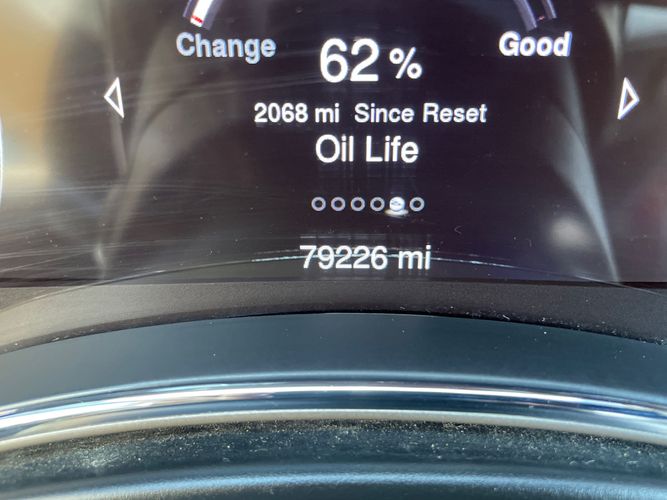 Change Good
62 %
2068 mi Since Reset
Oil Life
79226 mi